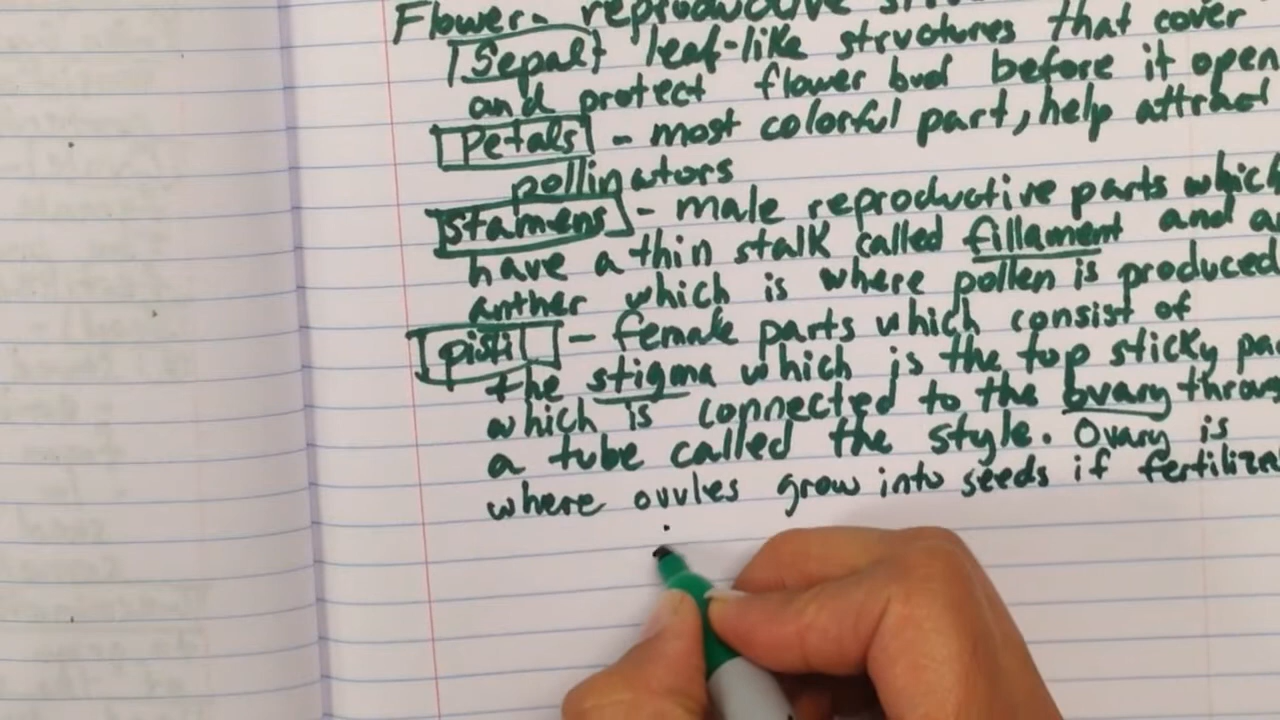 Flower - reproductive
Sepal leaf-like structures that cover
and protect flower bud before it open
Petals - most colorful part, help attract
pollinators
Stamens - male reproductive parts which
have a thin stalk called fillament and a
anther which is where pollen is produced
pistil - female parts which consist of
the stigma which is the top sticky pa
which is connected to the ovary throug
a tube called the style. Ovary is
where ovules grow into seeds if fertiliz